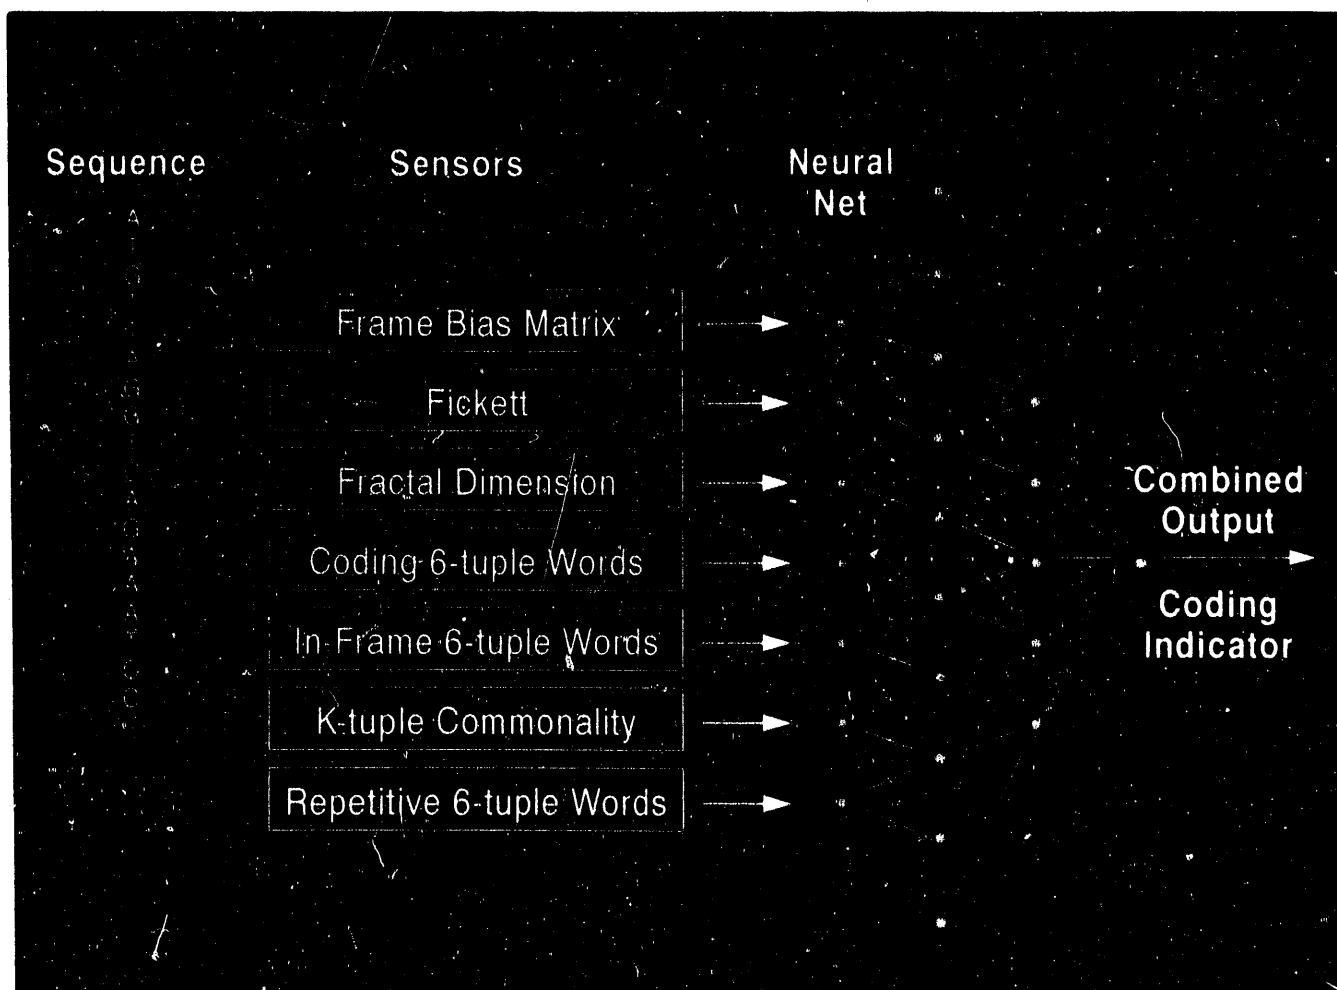 Sequence
Sensors
Neural
Net
Frame Bias Matrix
Fickett
Fractal Dimension
Coding 6-tuple Words
In-Frame 6-tuple Words
K-tuple Commonality
Repetitive 6-tuple Words
Combined
Output
Coding
Indicator